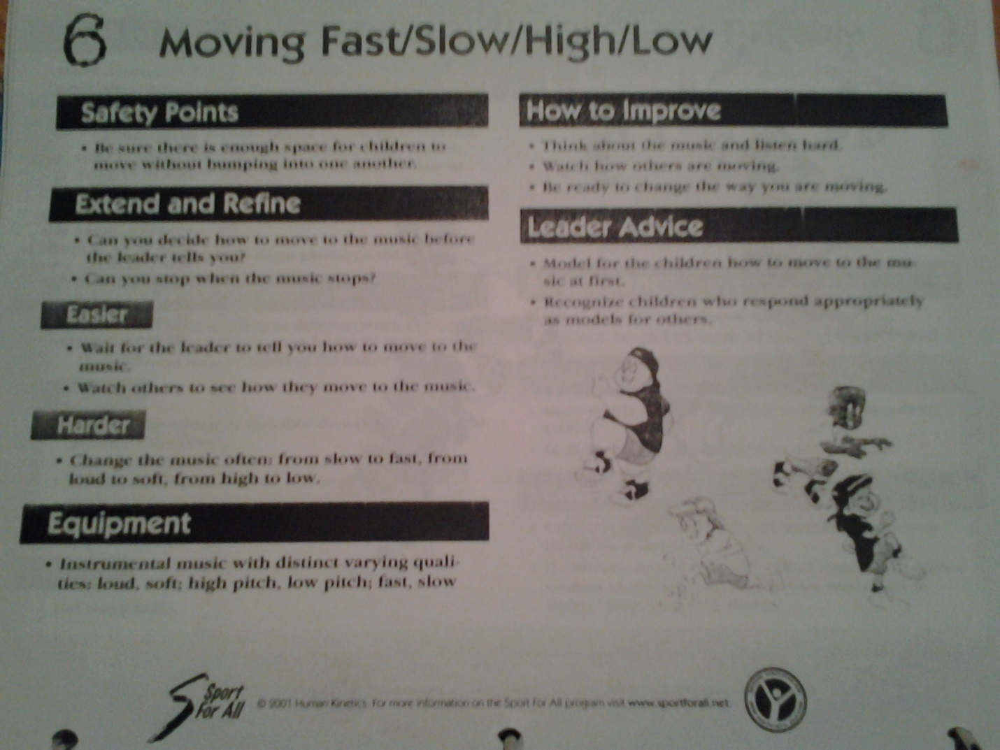 6 Moving Fast/Slow/High/Low
Safety Points
• Be sure there is enough space for children to
move without bumping into one another.
Extend and Refine
• Can you decide how to move to the music before
the leader tells you?
• Can you stop when the music stops?
Easier
• Wait for the leader to tell you how to move to the
music.
• Watch others to see how they move to the music.
Harder
• Change the music often: from slow to fast, from
loud to soft, from high to low.
Equipment
• Instrumental music with distinct varying quali-
ties: loud, soft; high pitch, low pitch; fast, slow
How to Improve
• Think about the music and listen hard.
• Watch how others are moving.
• Be ready to change the way you are moving.
Leader Advice
• Model for the children how to move to the mu-
sic at first.
• Recognize children who respond appropriately
as models for others.
Sport
For All
© 2001 Human Kinetics. For more information on the Sport For All program visit www.sportforall.net.